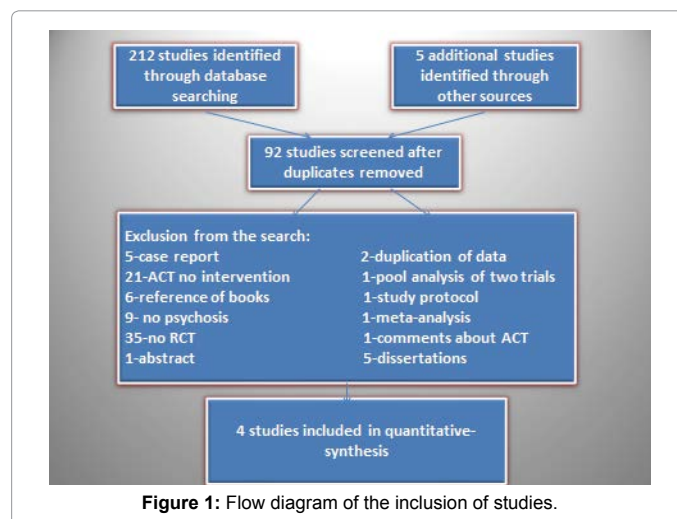 212 studies identified
through database
searching
5 additional studies
identified through
other sources
92 studies screened after
duplicates removed
Exclusion from the search:
5-case report
21-ACT no intervention
6-reference of books
9- no psychosis
35-no RCT
1-abstract
2-duplication of data
1-pool analysis of two trials
1-study protocol
1-meta-analysis
1-comments about ACT
5-dissertations
4 studies included in quantitative-
synthesis
Figure 1: Flow diagram of the inclusion of studies.